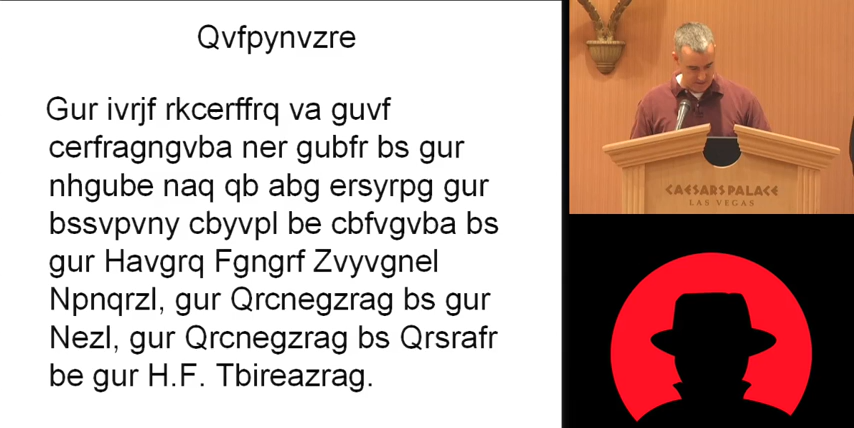 Qvfpynvzre
Gur ivrjf rkcerffrq va guvf
cerfragngvba ner gubfr bs gur
nhgube naq qb abg ersyrpg gur
bssvpvny cbyvpl be cbfvgvba bs
gur Havgrq Fgngrf Zvyvgnel
Npnqrzl, gur Qrcnegzrag bs gur
Nezl, gur Qrcnegzrag bs Qrsrafr
be gur H.F. Tbireazrag.
CAESARS PALACE
LAS VEGAS